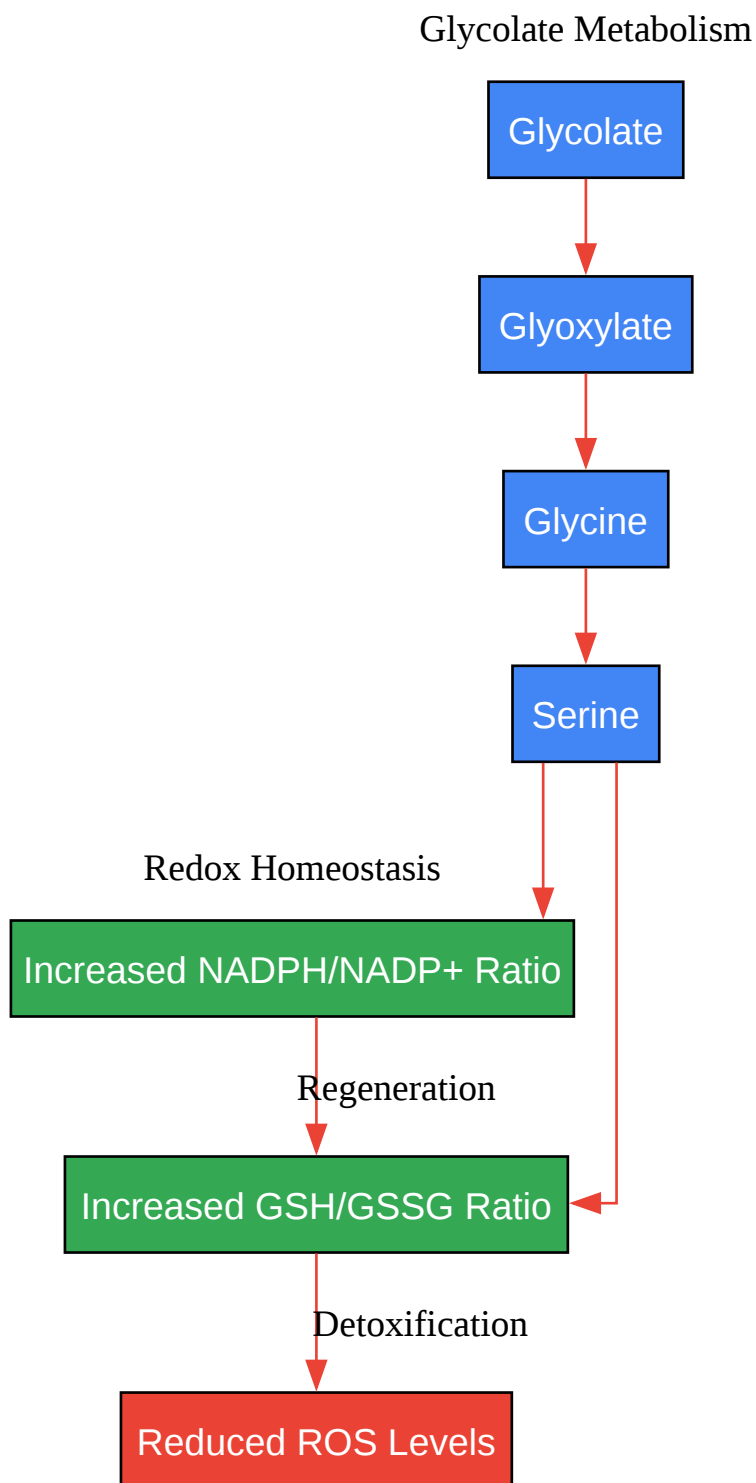 Glycolate Metabolism
Glycolate
Glyoxylate
Glycine
Serine
Redox Homeostasis
Increased NADPH/NADP+ Ratio
Regeneration
Increased GSH/GSSG Ratio
Detoxification
Reduced ROS Levels